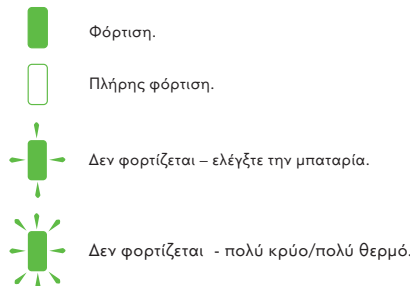 Φόρτιση.
Πλήρης φόρτιση.
Δεν φορτίζεται – ελέγξτε την μπαταρία.
Δεν φορτίζεται - πολύ κρύο/πολύ θερμό.